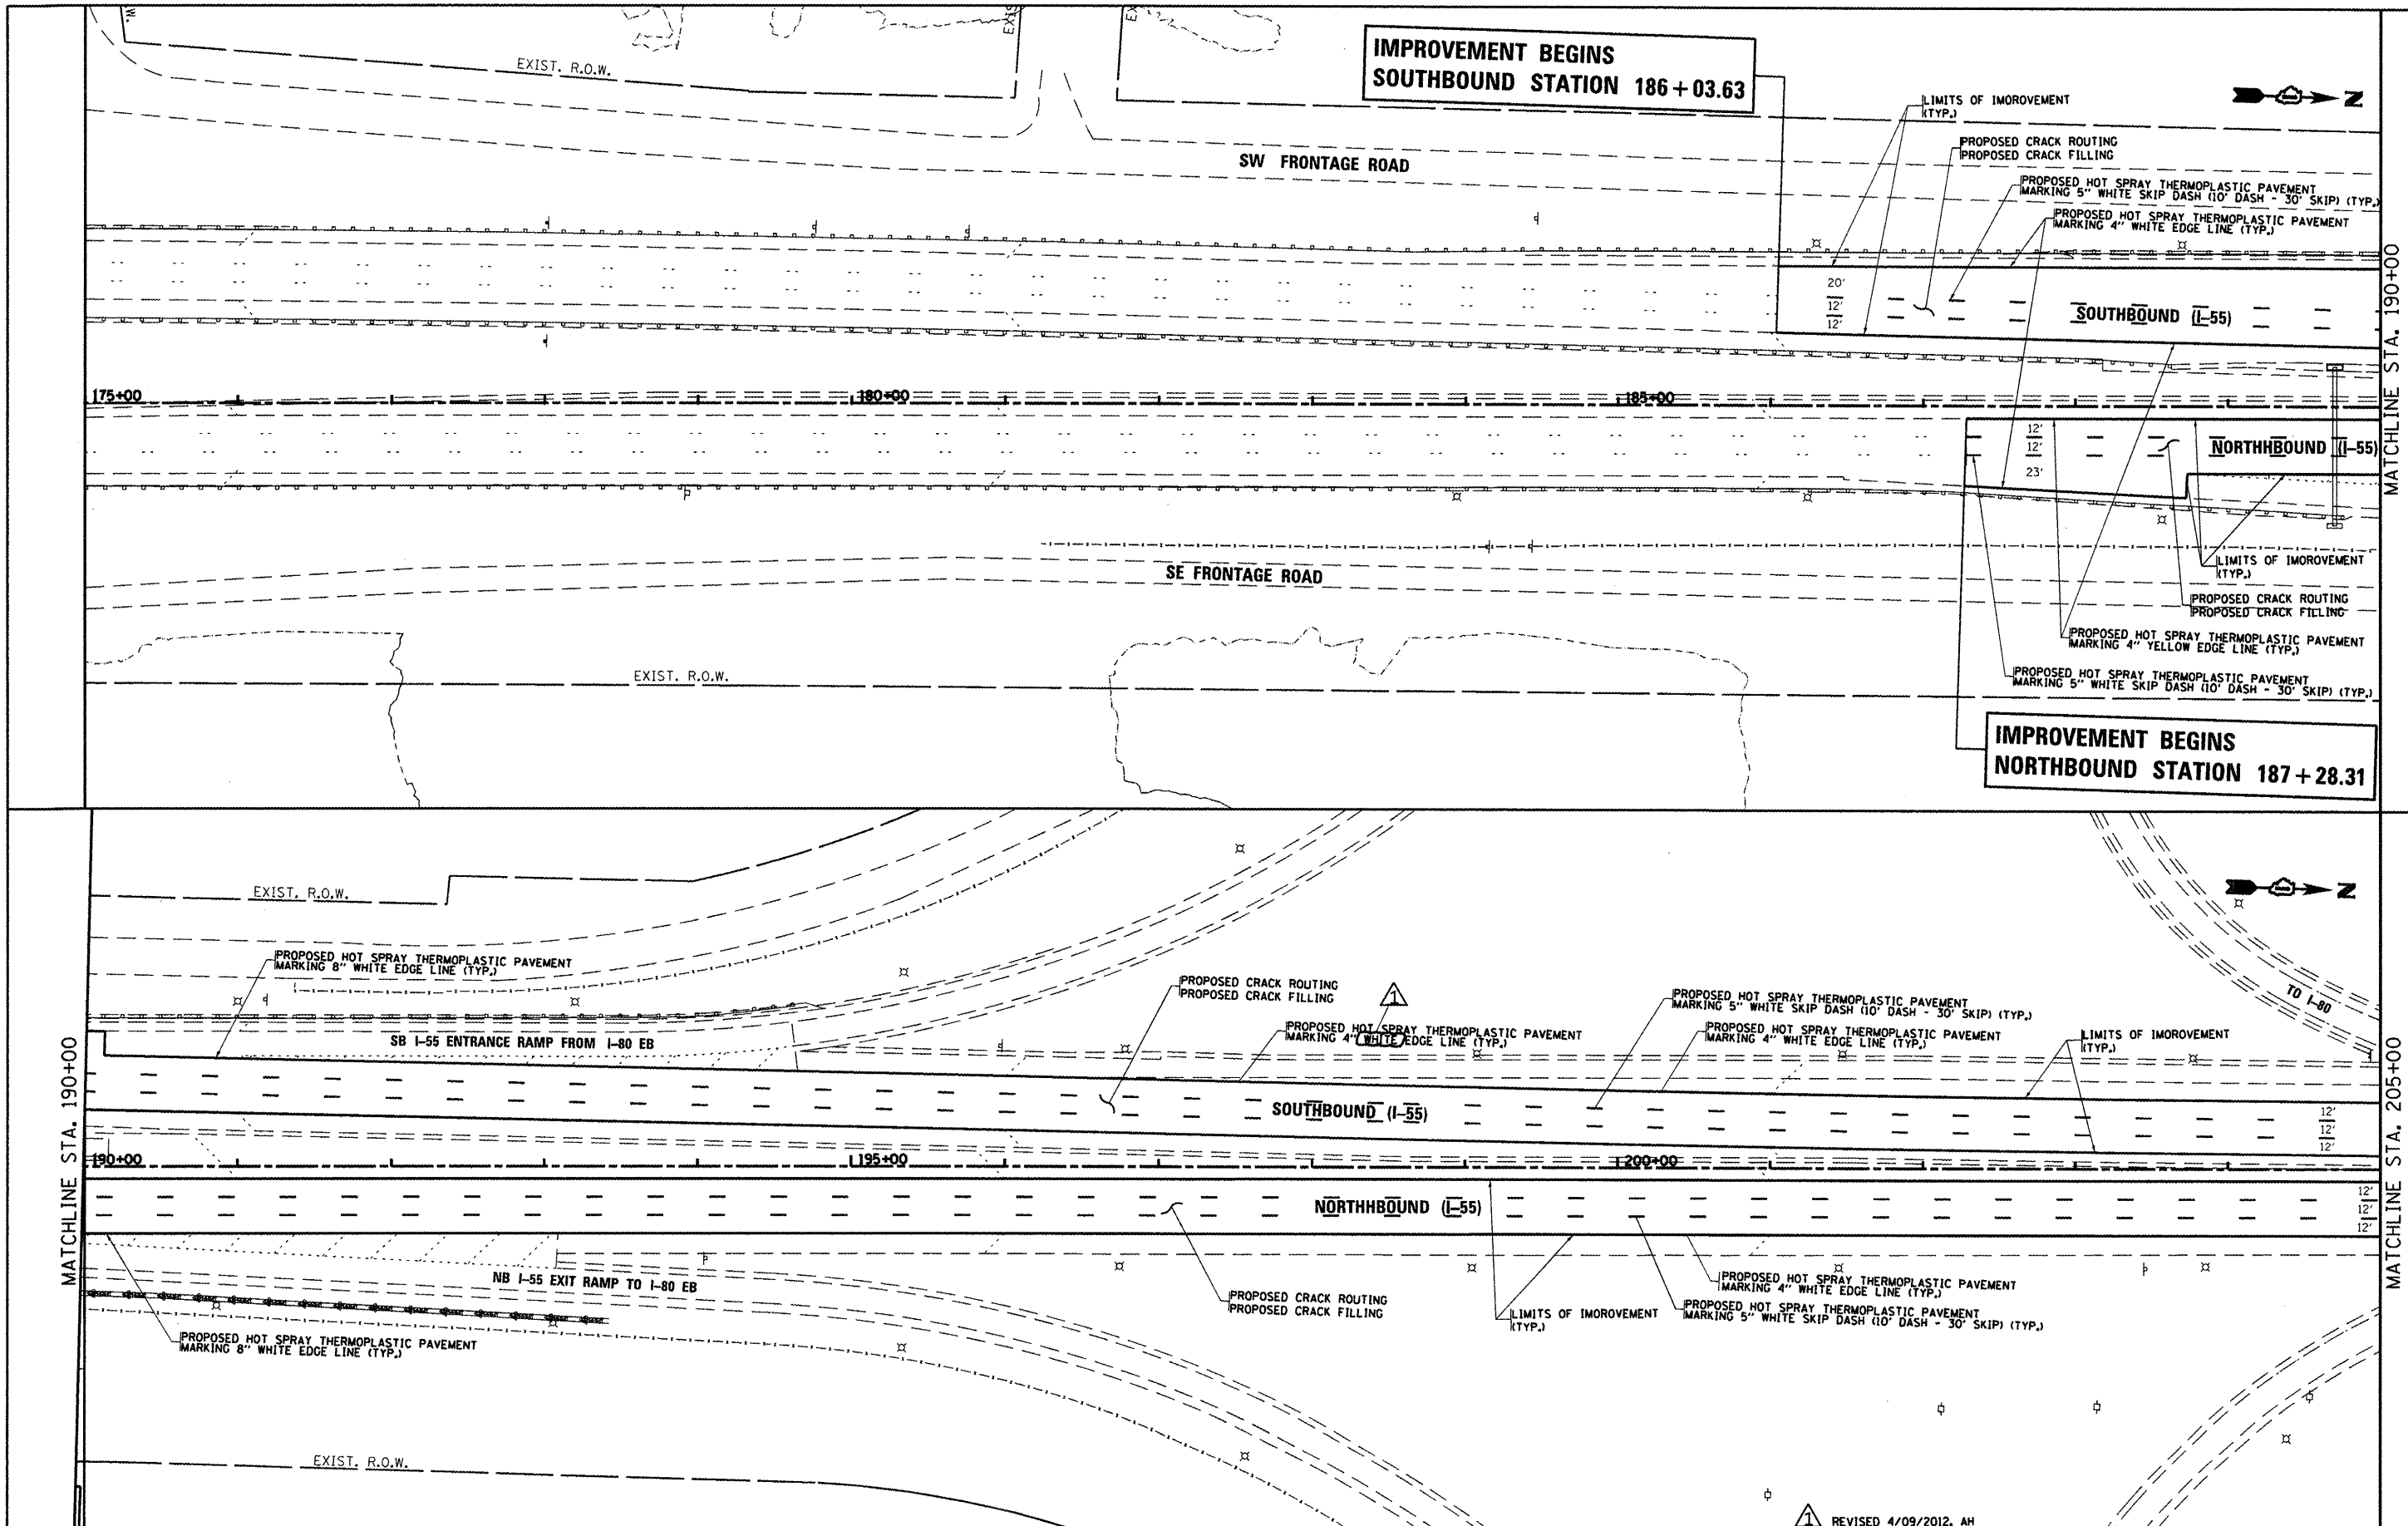 W.
EXIS
EX
EXIST. R.O.W.
IMPROVEMENT BEGINS
SOUTHBOUND STATION 186+03.63
LIMITS OF IMOROVEMENT
(TYP.)
N
PROPOSED CRACK ROUTING
PROPOSED CRACK FILLING
SW FRONTAGE ROAD
PROPOSED HOT SPRAY THERMOPLASTIC PAVEMENT
MARKING 5" WHITE SKIP DASH (10' DASH - 30' SKIP) (TYP.)
PROPOSED HOT SPRAY THERMOPLASTIC PAVEMENT
MARKING 4" WHITE EDGE LINE (TYP.)
20'
12'
12'
SOUTHBOUND (I-55)
MATCHLINE STA. 190+00
175+00
180+00
185+00
12'
12'
23'
NORTHHBOUND (I-55)
LIMITS OF IMOROVEMENT
(TYP.)
SE FRONTAGE ROAD
PROPOSED CRACK ROUTING
PROPOSED CRACK FILLING
PROPOSED HOT SPRAY THERMOPLASTIC PAVEMENT
MARKING 4" YELLOW EDGE LINE (TYP.)
EXIST. R.O.W.
PROPOSED HOT SPRAY THERMOPLASTIC PAVEMENT
MARKING 5" WHITE SKIP DASH (10' DASH - 30' SKIP) (TYP.)
IMPROVEMENT BEGINS
NORTHBOUND STATION 187+28.31
EXIST. R.O.W.
N
PROPOSED HOT SPRAY THERMOPLASTIC PAVEMENT
MARKING 8" WHITE EDGE LINE (TYP.)
PROPOSED CRACK ROUTING
PROPOSED CRACK FILLING
1
PROPOSED HOT SPRAY THERMOPLASTIC PAVEMENT
MARKING 5" WHITE SKIP DASH (10' DASH - 30' SKIP) (TYP.)
TO I-80
PROPOSED HOT SPRAY THERMOPLASTIC PAVEMENT
MARKING 4" WHITE EDGE LINE (TYP.)
PROPOSED HOT SPRAY THERMOPLASTIC PAVEMENT
MARKING 4" WHITE EDGE LINE (TYP.)
LIMITS OF IMOROVEMENT
(TYP.)
SB I-55 ENTRANCE RAMP FROM I-80 EB
MATCHLINE STA. 190+00
SOUTHBOUND (I-55)
12'
12'
12'
MATCHLINE STA. 205+00
190+00
195+00
200+00
NORTHHBOUND (I-55)
12'
12'
12'
NB I-55 EXIT RAMP TO I-80 EB
PROPOSED CRACK ROUTING
PROPOSED CRACK FILLING
PROPOSED HOT SPRAY THERMOPLASTIC PAVEMENT
MARKING 4" WHITE EDGE LINE (TYP.)
LIMITS OF IMOROVEMENT
(TYP.)
PROPOSED HOT SPRAY THERMOPLASTIC PAVEMENT
MARKING 5" WHITE SKIP DASH (10' DASH - 30' SKIP) (TYP.)
PROPOSED HOT SPRAY THERMOPLASTIC PAVEMENT
MARKING 8" WHITE EDGE LINE (TYP.)
EXIST. R.O.W.
1 REVISED 4/09/2012, AH